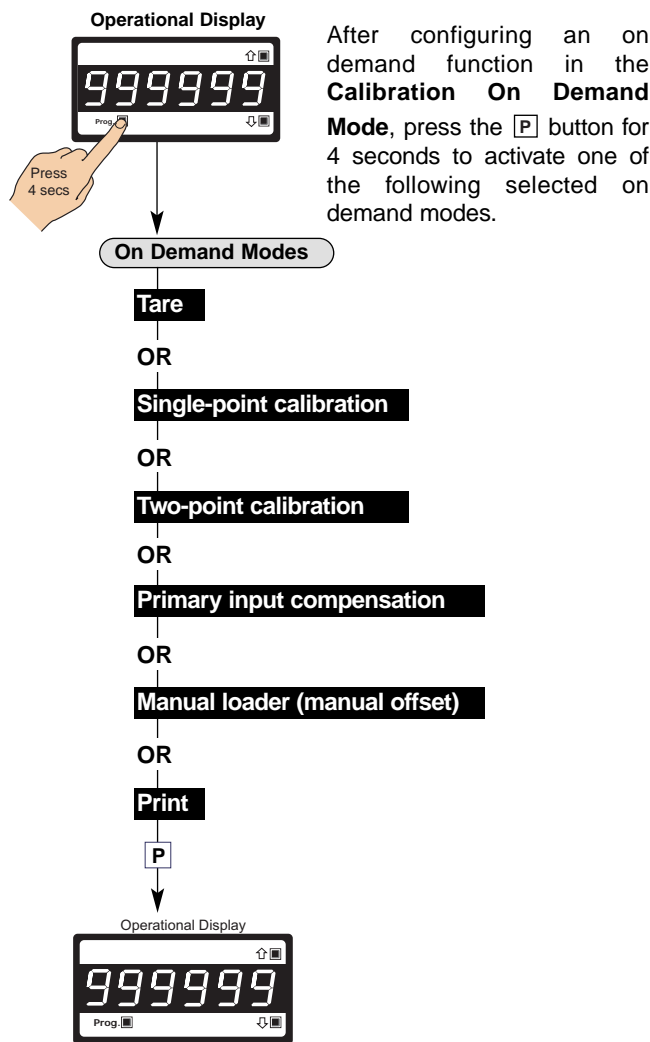 Operational Display
999999
Prog.
Press
4 secs
After configuring an on
demand function in the
Calibration On Demand
Mode, press the P button for
4 seconds to activate one of
the following selected on
demand modes.
On Demand Modes
Tare
OR
Single-point calibration
OR
Two-point calibration
OR
Primary input compensation
OR
Manual loader (manual offset)
OR
Print
P
Operational Display
999999
Prog.